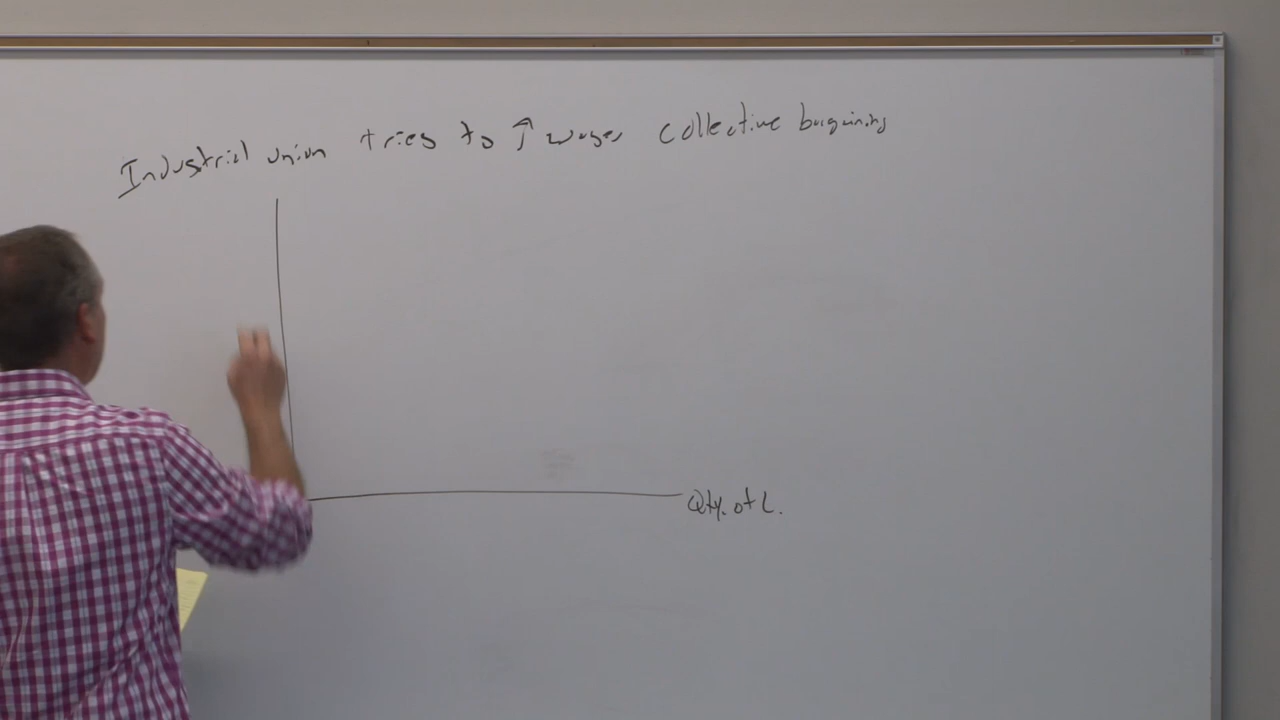 Industrial union tries to ↑ wages collective bargaining
Qty. of L.